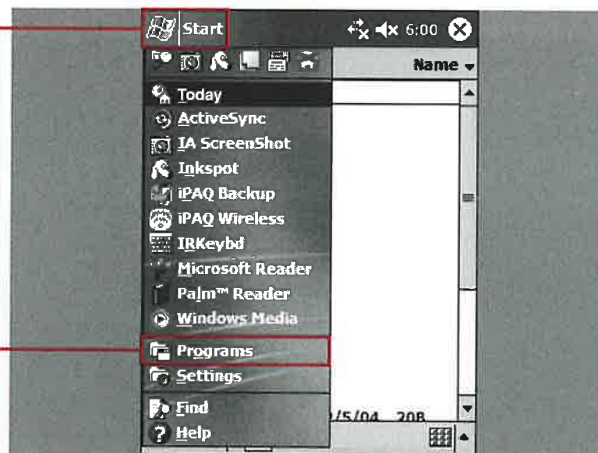 Start 6:00
Name
Today
ActiveSync
IA ScreenShot
Inkspot
iPAQ Backup
iPAQ Wireless
IRKeybd
Microsoft Reader
Palm™ Reader
Windows Media
Programs
Settings
Find
/5/04 20B
Help